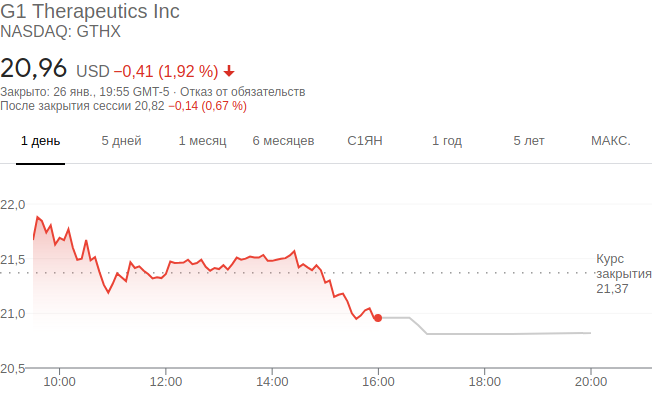 G1 Therapeutics Inc
NASDAQ: GTHX
20,96 USD −0,41 (1,92 %)
Закрыто: 26 янв., 19:55 GMT-5 · Отказ от обязательств
После закрытия сессии 20,82 −0,14 (0,67 %)
1 день 5 дней 1 месяц 6 месяцев С1ЯН 1 год 5 лет МАКС.
22,0
21,5
Курс
закрытия
21,37
21,0
20,5
10:00 12:00 14:00 16:00 18:00 20:00